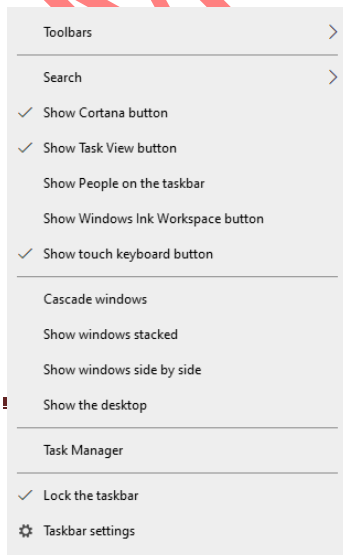 Toolbars
Search
Show Cortana button
Show Task View button
Show People on the taskbar
Show Windows Ink Workspace button
Show touch keyboard button
Cascade windows
Show windows stacked
Show windows side by side
Show the desktop
Task Manager
Lock the taskbar
Taskbar settings